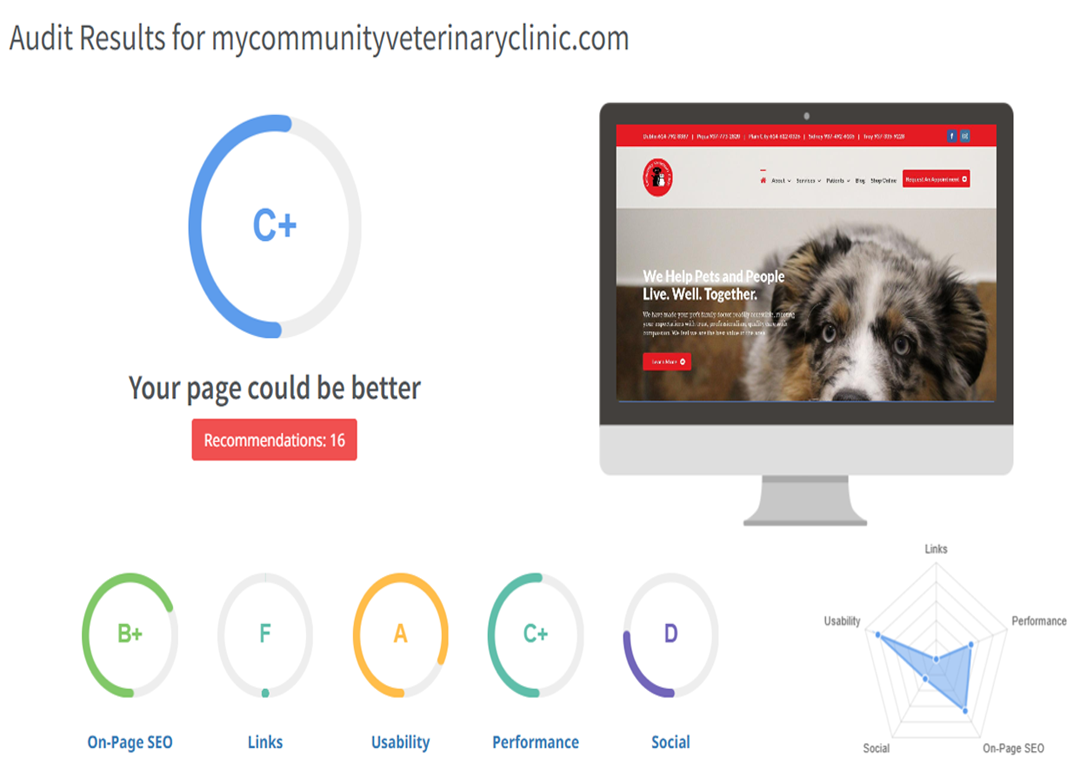 Audit Results for mycommunityveterinaryclinic.com
C+
Your page could be better
Recommendations: 16
About
Services
Patients
Blog
Shop Online
Request An Appointment
We Help Pets and People
Live. Well. Together.
Learn More
B+
F
A
C+
D
On-Page SEO
Links
Usability
Performance
Social
Links
Usability
Performance
Social
On-Page SEO